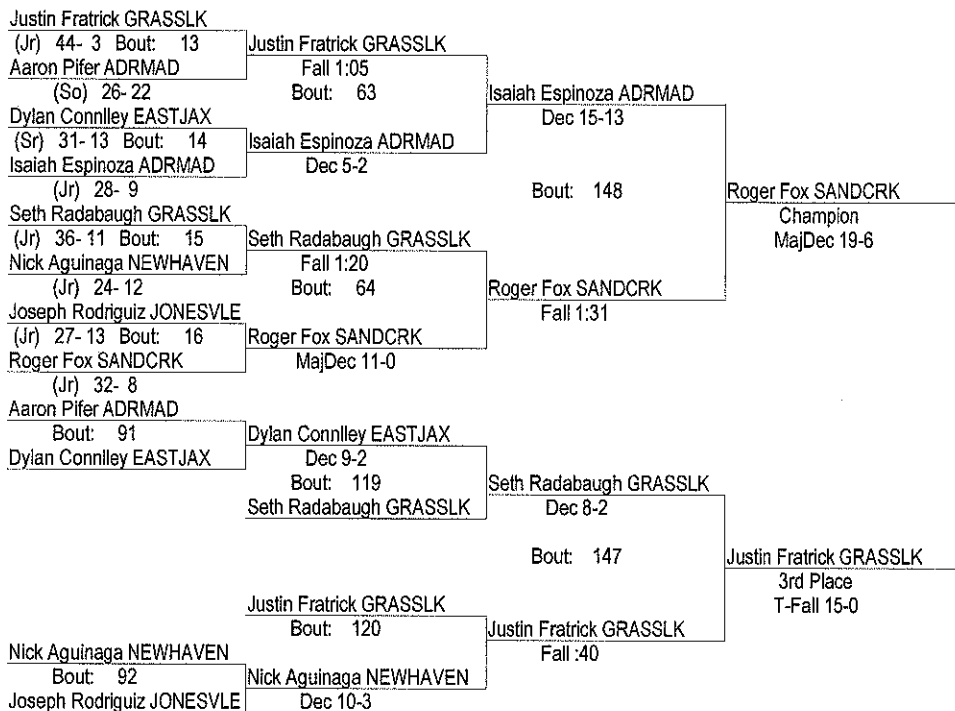 Justin Fratrick GRASSLK
(Jr) 44- 3 Bout: 13
Aaron Pifer ADRMAD
(So) 26- 22
Dylan Connlley EASTJAX
(Sr) 31- 13 Bout: 14
Isaiah Espinoza ADRMAD
(Jr) 28- 9
Seth Radabaugh GRASSLK
(Jr) 36- 11 Bout: 15
Nick Aguinaga NEWHAVEN
(Jr) 24- 12
Joseph Rodriguiz JONESVLE
(Jr) 27- 13 Bout: 16
Roger Fox SANDCRK
(Jr) 32- 8
Justin Fratrick GRASSLK
Fall 1:05
Bout: 63
Isaiah Espinoza ADRMAD
Dec 5-2
Seth Radabaugh GRASSLK
Fall 1:20
Bout: 64
Roger Fox SANDCRK
MajDec 11-0
Isaiah Espinoza ADRMAD
Dec 15-13
Bout: 148
Roger Fox SANDCRK
Fall 1:31
Roger Fox SANDCRK
Champion
MajDec 19-6
Aaron Pifer ADRMAD
Bout: 91
Dylan Connlley EASTJAX
Nick Aguinaga NEWHAVEN
Bout: 92
Joseph Rodriguiz JONESVLE
Dylan Connlley EASTJAX
Dec 9-2
Bout: 119
Seth Radabaugh GRASSLK
Justin Fratrick GRASSLK
Bout: 120
Nick Aguinaga NEWHAVEN
Dec 10-3
Seth Radabaugh GRASSLK
Dec 8-2
Bout: 147
Justin Fratrick GRASSLK
Fall :40
Justin Fratrick GRASSLK
3rd Place
T-Fall 15-0